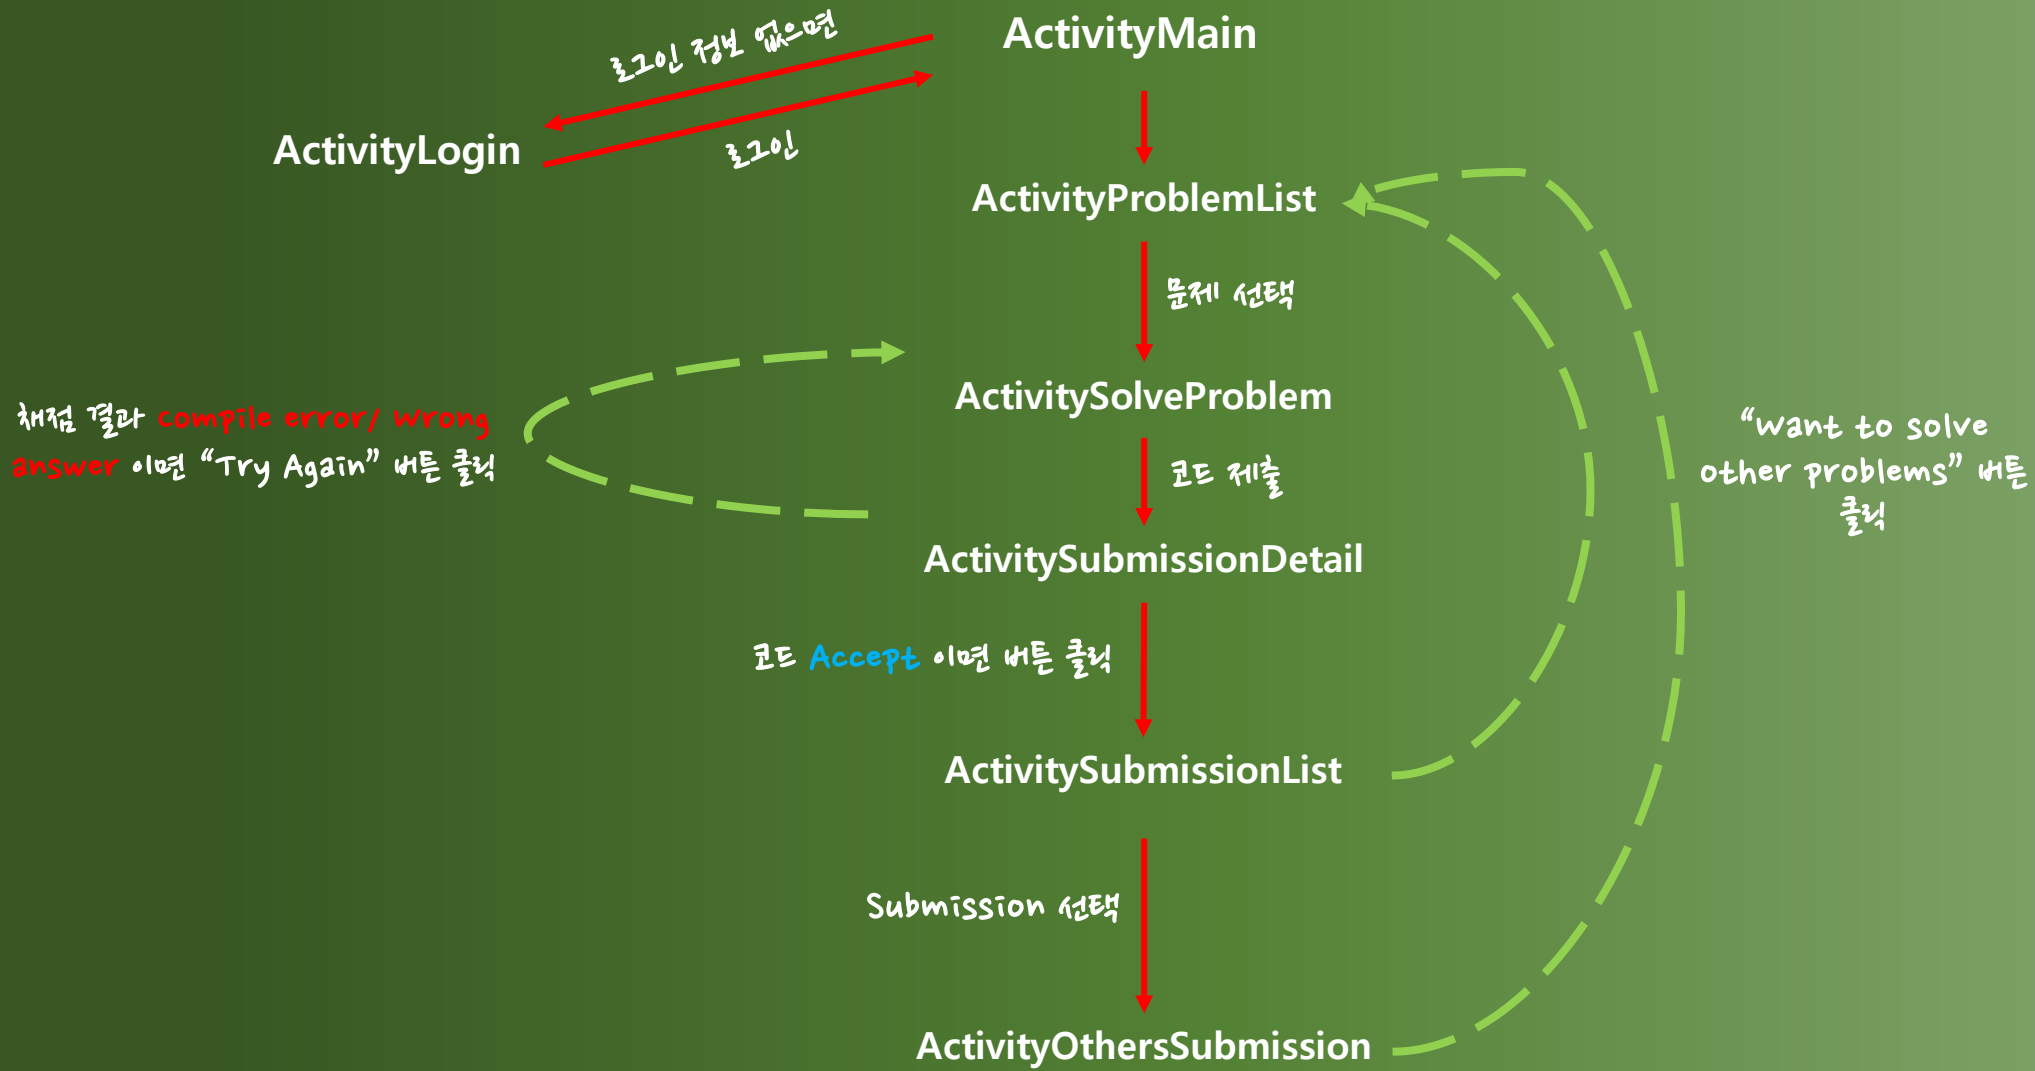 ActivityMain
로그인 정보 없으면
ActivityLogin
로그인
ActivityProblemList
문제 선택
ActivitySolveProblem
채점 결과 compile error/ wrong
answer 이면 “Try Again” 버튼 클릭
“want to solve
other problems” 버튼
클릭
코드 제출
ActivitySubmissionDetail
코드 Accept 이면 버튼 클릭
ActivitySubmissionList
Submission 선택
ActivityOthersSubmission